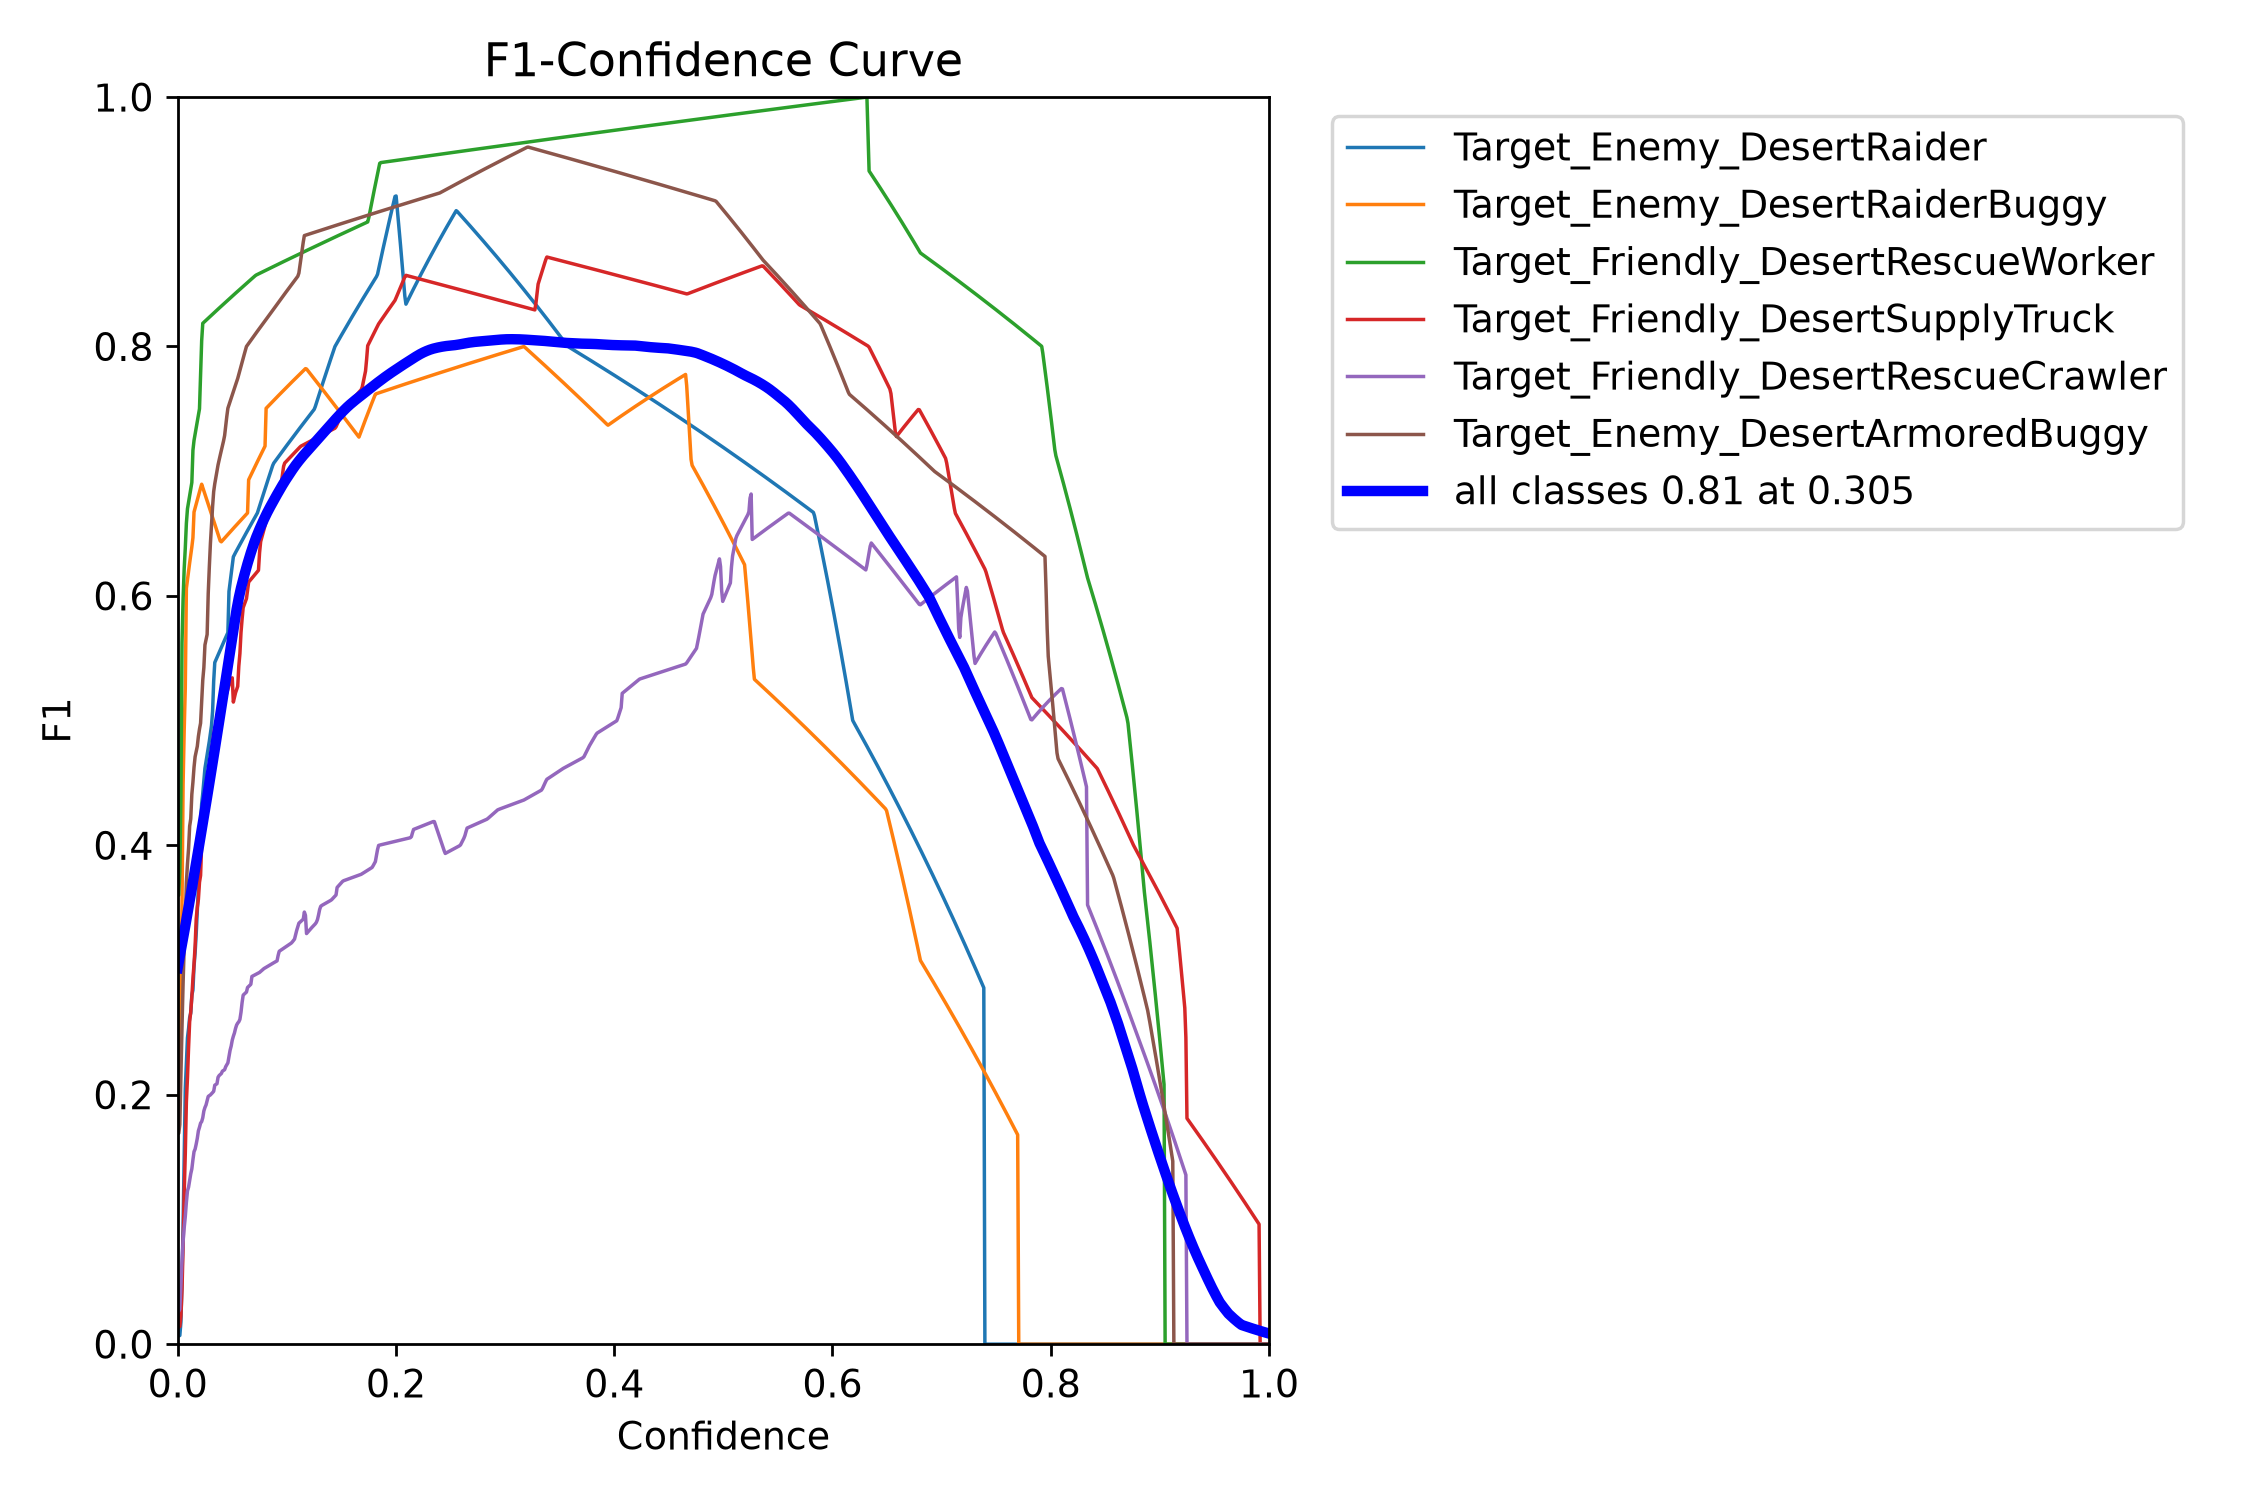 F1-Confidence Curve
1.0
0.8
0.6
0.4
0.2
0.0
F1
0.0 0.2 0.4 0.6 0.8 1.0
Confidence
Target_Enemy_DesertRaider
Target_Enemy_DesertRaiderBuggy
Target_Friendly_DesertRescueWorker
Target_Friendly_DesertSupplyTruck
Target_Friendly_DesertRescueCrawler
Target_Enemy_DesertArmoredBuggy
all classes 0.81 at 0.305